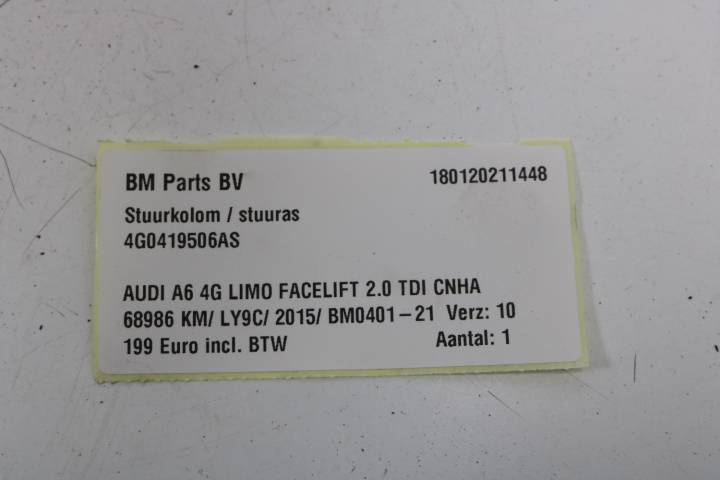 BM Parts BV 180120211448
Stuurkolom / stuuras
4G0419506AS
AUDI A6 4G LIMO FACELIFT 2.0 TDI CNHA
68986 KM/ LY9C/ 2015/ BM0401-21 Verz: 10
199 Euro incl. BTW Aantal: 1